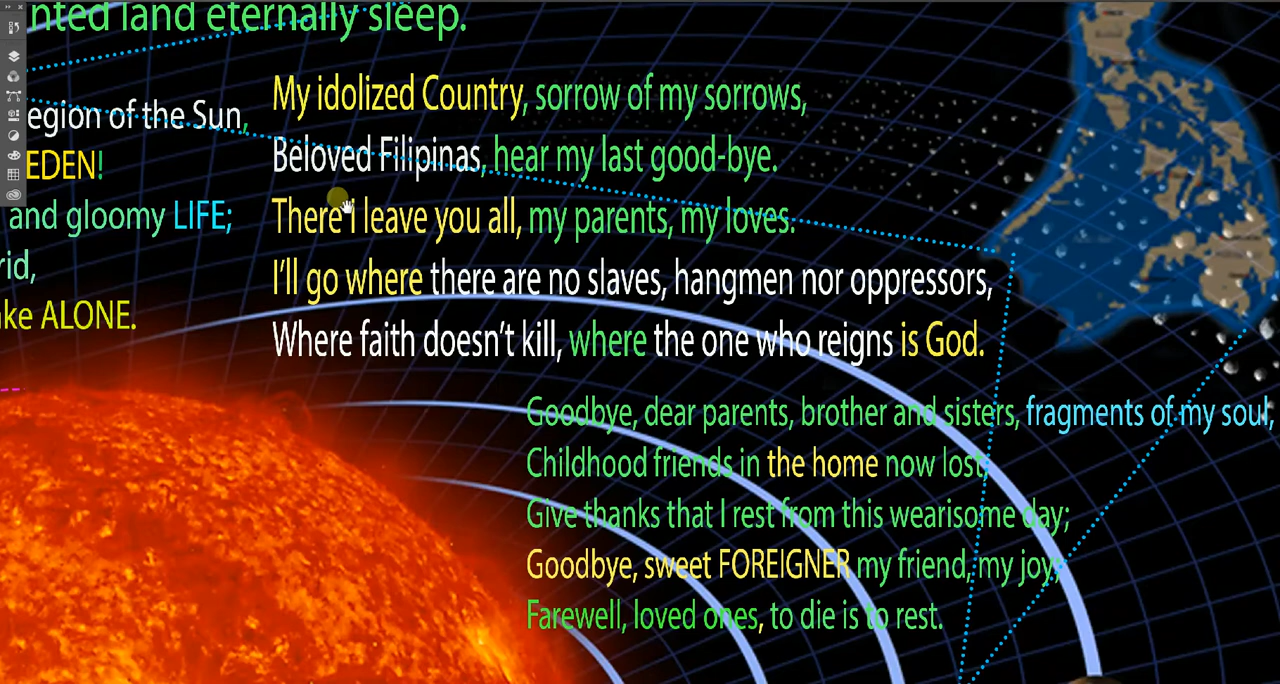 nted land eternally sleep.
egion of the Sun,
EDEN!
and gloomy LIFE;
rid,
ke ALONE.
My idolized Country, sorrow of my sorrows,
Beloved Filipinas, hear my last good-bye.
There I leave you all, my parents, my loves.
I'll go where there are no slaves, hangmen nor oppressors,
Where faith doesn't kill, where the one who reigns is God.
Goodbye, dear parents, brother and sisters, fragments of my soul,
Childhood friends in the home now lost,
Give thanks that I rest from this wearisome day;
Goodbye, sweet FOREIGNER my friend, my joy;
Farewell, loved ones, to die is to rest.